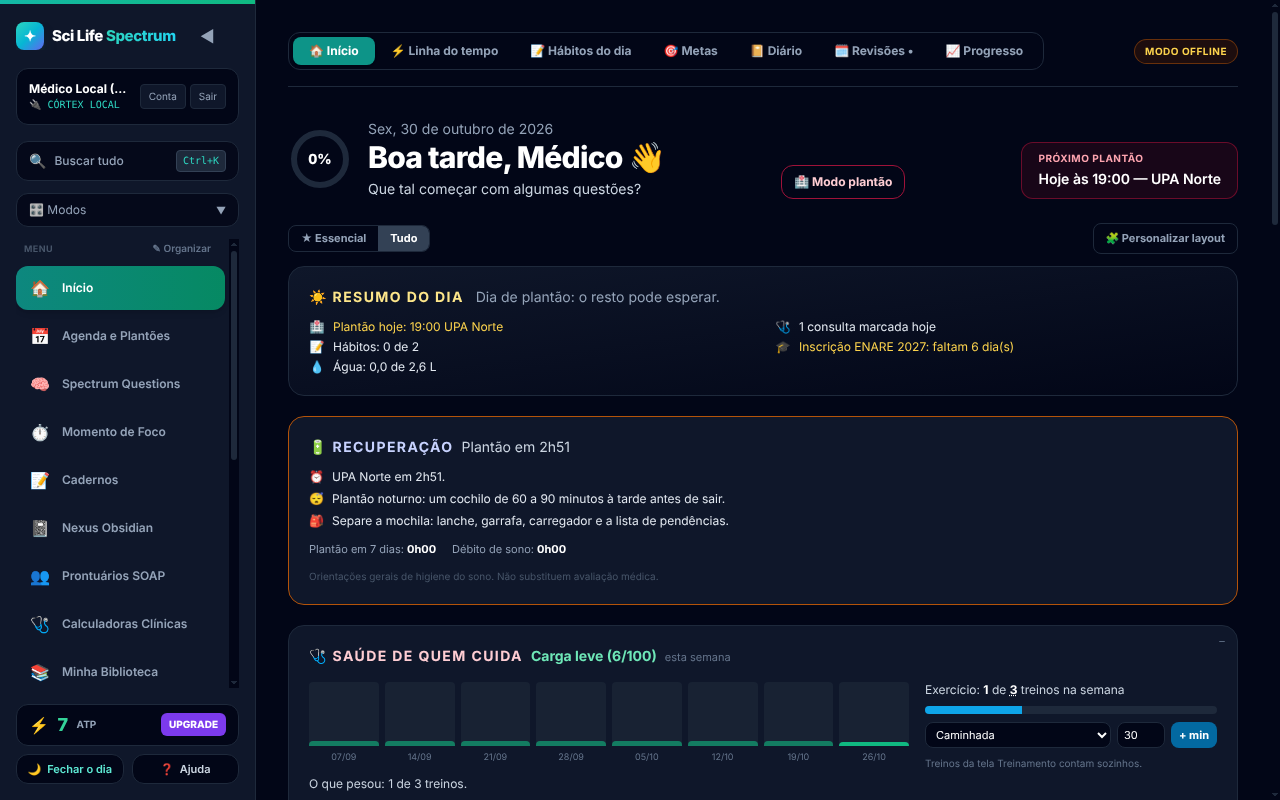 Sci Life Spectrum
Médico Local (...
CÓRTEX LOCAL
Conta
Sair
Buscar tudo
Ctrl+K
Modos
MENU
Organizar
Início
Agenda e Plantões
Spectrum Questions
Momento de Foco
Cadernos
Nexus Obsidian
Prontuários SOAP
Calculadoras Clínicas
Minha Biblioteca
7 ATP
UPGRADE
Fechar o dia
Ajuda
Início
Linha do tempo
Hábitos do dia
Metas
Diário
Revisões •
Progresso
MODO OFFLINE
0%
Sex, 30 de outubro de 2026
Boa tarde, Médico 👋
Que tal começar com algumas questões?
Modo plantão
PRÓXIMO PLANTÃO
Hoje às 19:00 — UPA Norte
★ Essencial
Tudo
Personalizar layout
RESUMO DO DIA Dia de plantão: o resto pode esperar.
Plantão hoje: 19:00 UPA Norte
1 consulta marcada hoje
Hábitos: 0 de 2
Inscrição ENARE 2027: faltam 6 dia(s)
Água: 0,0 de 2,6 L
RECUPERAÇÃO Plantão em 2h51
UPA Norte em 2h51.
Plantão noturno: um cochilo de 60 a 90 minutos à tarde antes de sair.
Separe a mochila: lanche, garrafa, carregador e a lista de pendências.
Plantão em 7 dias: 0h00 Débito de sono: 0h00
Orientações gerais de higiene do sono. Não substituem avaliação médica.
SAÚDE DE QUEM CUIDA Carga leve (6/100) esta semana
07/09 14/09 21/09 28/09 05/10 12/10 19/10 26/10
O que pesou: 1 de 3 treinos.
Exercício: 1 de 3 treinos na semana
Caminhada
30
+ min
Treinos da tela Treinamento contam sozinhos.